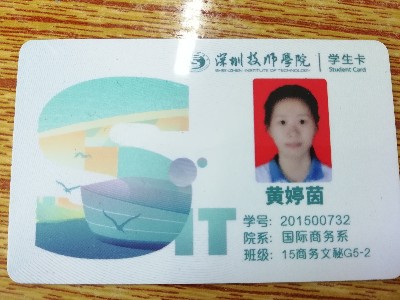 深圳技师学院 学生卡
SHENZHEN INSTITUTE OF TECHNOLOGY Student Card
SIT
黄婷茵
学号: 201500732
院系: 国际商务系
班级: 15商务文秘G5-2